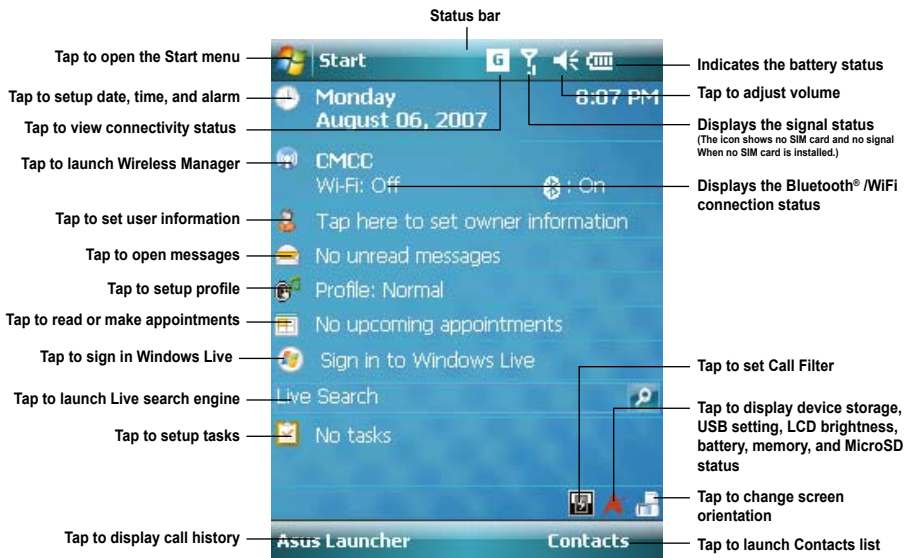 Status bar
Tap to open the Start menu
Start
G
Indicates the battery status
Tap to setup date, time, and alarm
Monday
8:07 PM
Tap to adjust volume
August 06, 2007
Tap to view connectivity status
Displays the signal status
(The icon shows no SIM card and no signal
When no SIM card is installed.)
Tap to launch Wireless Manager
CMCC
Wi-Fi: Off
: On
Displays the Bluetooth® /WiFi
connection status
Tap to set user information
Tap here to set owner information
Tap to open messages
No unread messages
Tap to setup profile
Profile: Normal
Tap to read or make appointments
No upcoming appointments
Tap to sign in Windows Live
Sign in to Windows Live
Tap to set Call Filter
Tap to launch Live search engine
Live Search
Tap to display device storage,
USB setting, LCD brightness,
battery, memory, and MicroSD
status
Tap to setup tasks
No tasks
Tap to change screen
orientation
Tap to display call history
Asus Launcher
Contacts
Tap to launch Contacts list